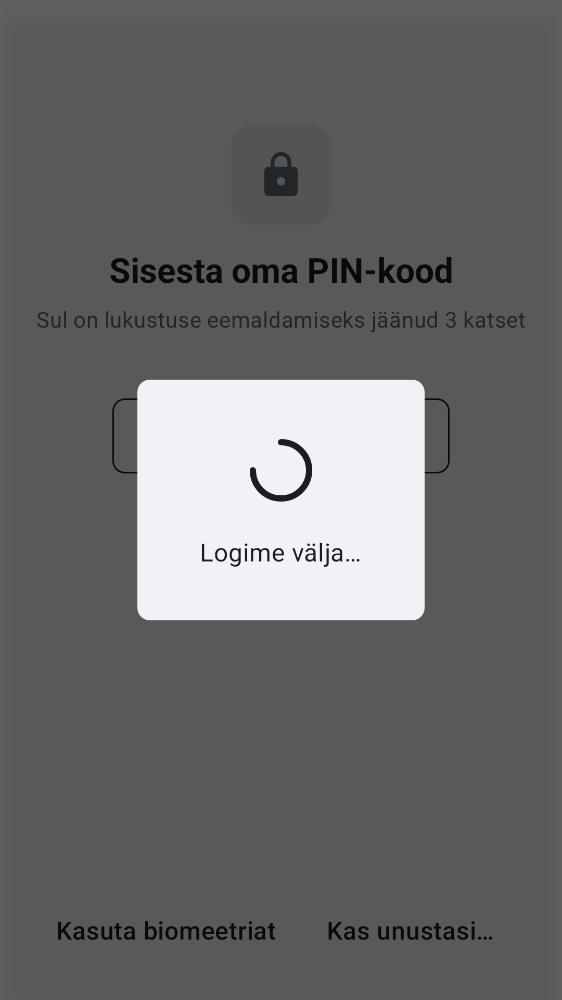 Sisesta oma PIN-kood
Sul on lukustuse eemaldamiseks jäänud 3 katset
Logime välja…
Kasuta biomeetriat
Kas unustasi…